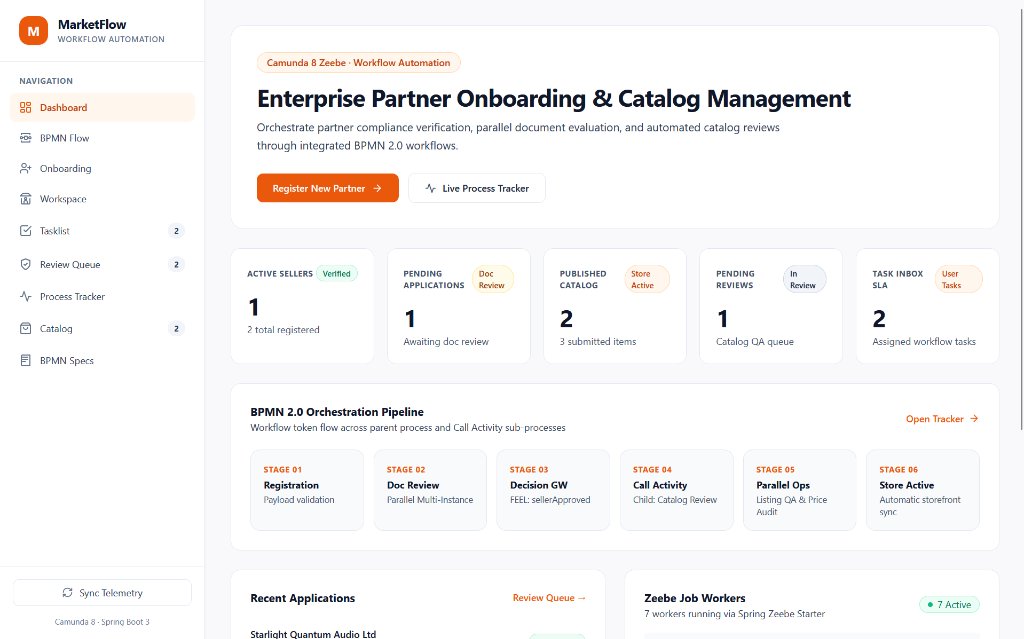 M
MarketFlow
WORKFLOW AUTOMATION
NAVIGATION
Dashboard
BPMN Flow
Onboarding
Workspace
Tasklist 2
Review Queue 2
Process Tracker
Catalog 2
BPMN Specs
Sync Telemetry
Camunda 8 · Spring Boot 3
Camunda 8 Zeebe · Workflow Automation
Enterprise Partner Onboarding & Catalog Management
Orchestrate partner compliance verification, parallel document evaluation, and automated catalog reviews
through integrated BPMN 2.0 workflows.
Register New Partner →
Live Process Tracker
ACTIVE SELLERS
Verified
1
2 total registered
PENDING
APPLICATIONS
Doc
Review
1
Awaiting doc review
PUBLISHED
CATALOG
Store
Active
2
3 submitted items
PENDING
REVIEWS
In
Review
1
Catalog QA queue
TASK INBOX
SLA
User
Tasks
2
Assigned workflow tasks
BPMN 2.0 Orchestration Pipeline
Workflow token flow across parent process and Call Activity sub-processes
Open Tracker →
STAGE 01
Registration
Payload validation
STAGE 02
Doc Review
Parallel Multi-Instance
STAGE 03
Decision GW
FEEL: sellerApproved
STAGE 04
Call Activity
Child: Catalog Review
STAGE 05
Parallel Ops
Listing QA & Price
Audit
STAGE 06
Store Active
Automatic storefront
sync
Recent Applications
Review Queue →
Starlight Quantum Audio Ltd
Zeebe Job Workers
7 workers running via Spring Zeebe Starter
7 Active